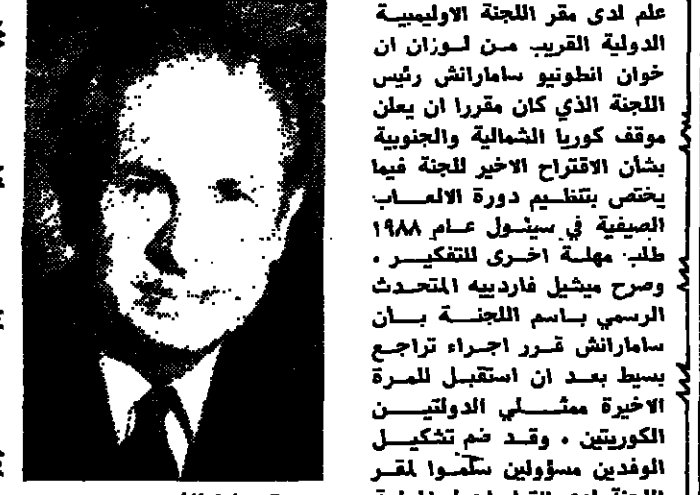 علم لدى مقر اللجنة الاوليمبية
الدولية القريب من لوزان ان
خوان انطونيو سامارانش رئيس
اللجنة الذي كان مقررا ان يعلن
موقف كوريا الشمالية والجنوبية
بشأن الاقتراح الاخير للجنة فيما
يختص بتنظيم دورة الالعاب
الصيفية في سيئول عام ١٩٨٨
طلب مهلة اخرى للتفكير .
وصرح ميشيل فاردييه المتحدث
الرسمي باسم اللجنة بأن
سامارانش قرر اجراء تراجع
بسيط بعد ان استقبل للمرة
الاخيرة ممثلي الدولتين
الكوريتين . وقد ضم تشكيل
الوفدين مسؤولين سلموا لمقر